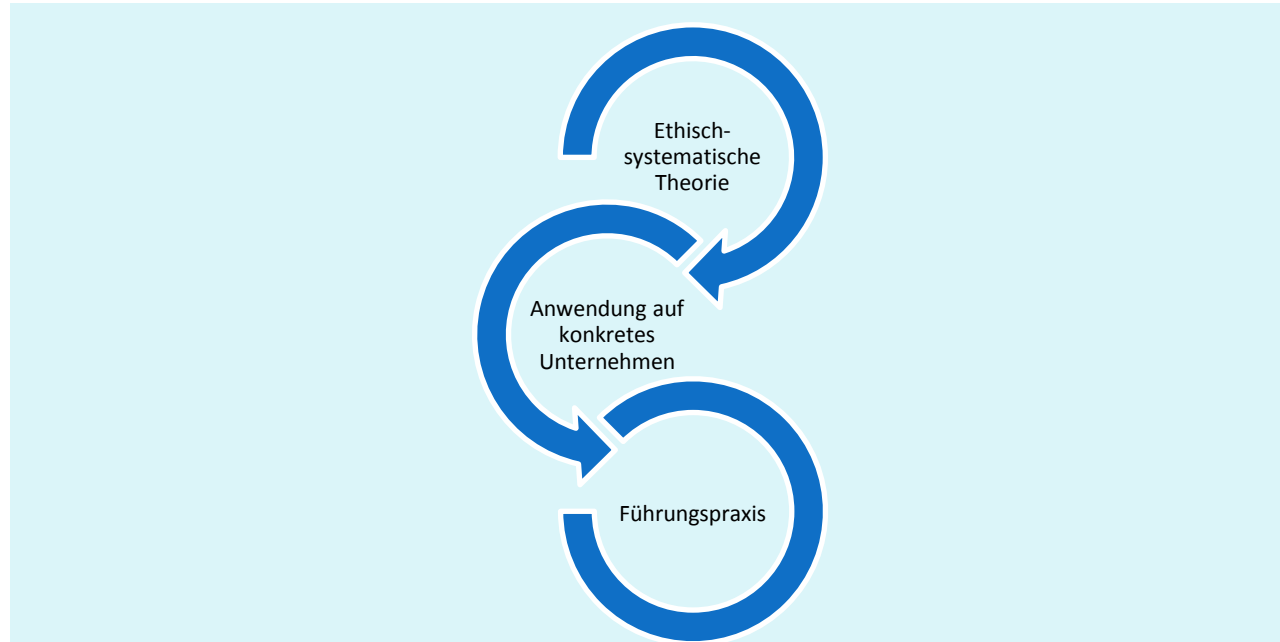 Ethisch-
systematische
Theorie
Anwendung auf
konkretes
Unternehmen
Führungspraxis